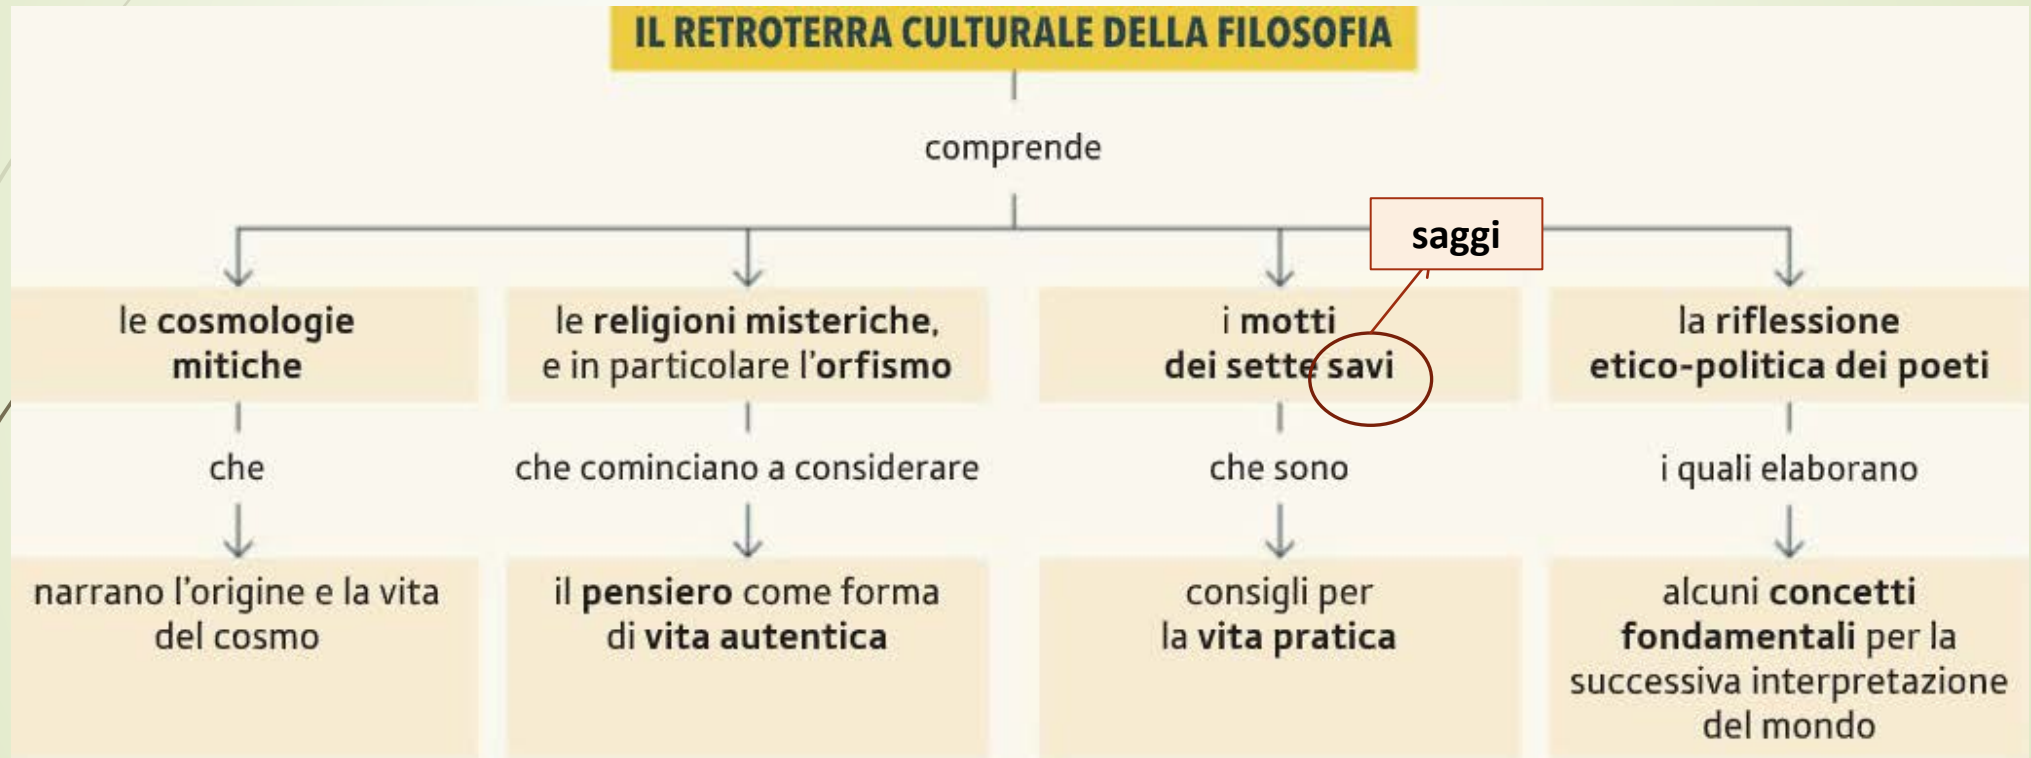 IL RETROTERRA CULTURALE DELLA FILOSOFIA
comprende
saggi
le cosmologie
mitiche
che
narrano l'origine e la vita
del cosmo
le religioni misteriche,
e in particolare l'orfismo
che cominciano a considerare
il pensiero come forma
di vita autentica
i motti
dei sette savi
che sono
consigli per
la vita pratica
la riflessione
etico-politica dei poeti
i quali elaborano
alcuni concetti
fondamentali per la
successiva interpretazione
del mondo